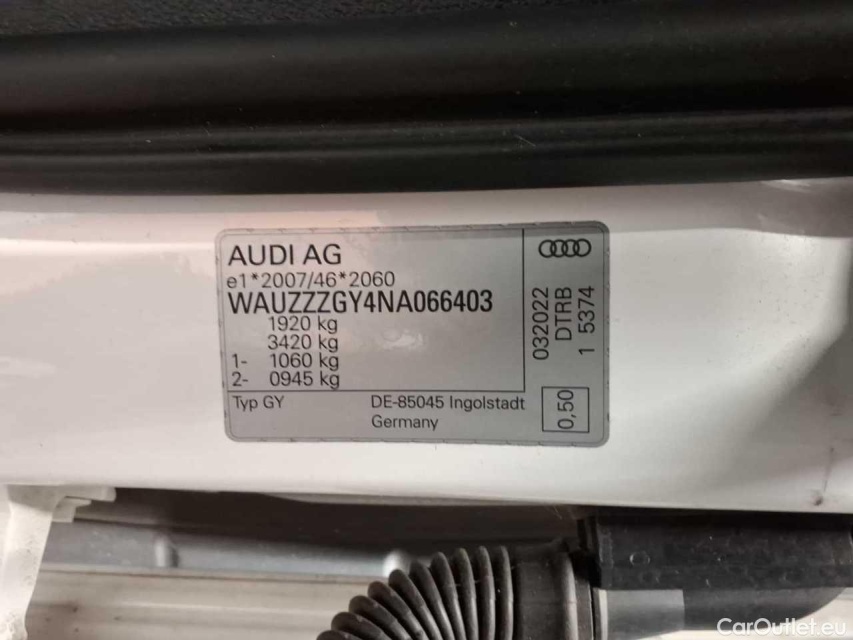 AUDI AG
e1*2007/46*2060
WAUZZZGY4NA066403
1920 kg
3420 kg
1- 1060 kg
2- 0945 kg
Typ GY
DE-85045 Ingolstadt
Germany
032022
DTRB
1 5374
0,50
CarOutlet.eu